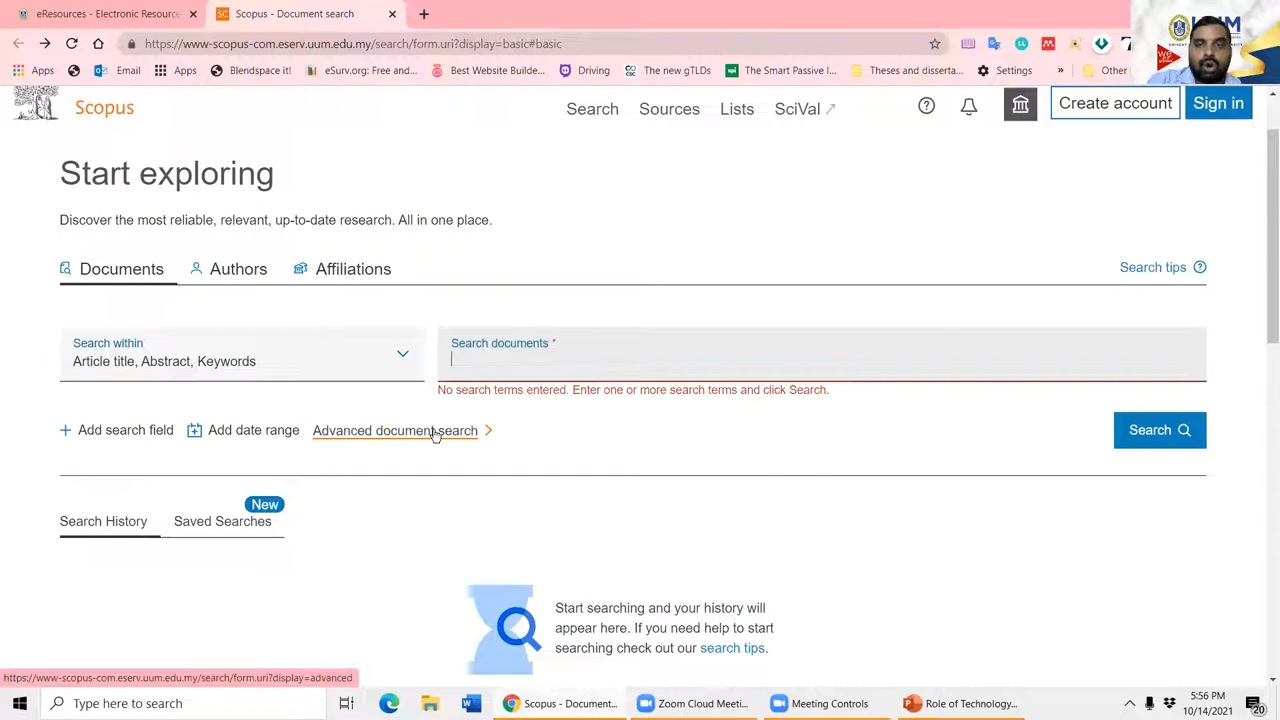 eResources - Internet Resources
Scopus - Document search
https://www-scopus-com.eserv.uum.edu.my/search/form.uri?display=basic#basic
Apps
Email
Apps
Blendspace it!
eSurv.org: Free and...
Best Website Builde...
Driving
The new gTLDs
The Smart Passive I...
Theses and disserta...
Settings
»
Other
Scopus
Search
Sources
Lists
SciVal
Create account
Sign in
Start exploring
Discover the most reliable, relevant, up-to-date research. All in one place.
Documents
Authors
Affiliations
Search tips
Search within
Article title, Abstract, Keywords
Search documents *
No search terms entered. Enter one or more search terms and click Search.
Add search field
Add date range
Advanced document search
Search
New
Search History
Saved Searches
Start searching and your history will
appear here. If you need help to start
searching check out our search tips.
https://www-scopus-com.eserv.uum.edu.my/search/form.uri?display=advanced
Type here to search
Scopus - Document...
Zoom Cloud Meeti...
Meeting Controls
Role of Technology...
5:56 PM
10/14/2021
20